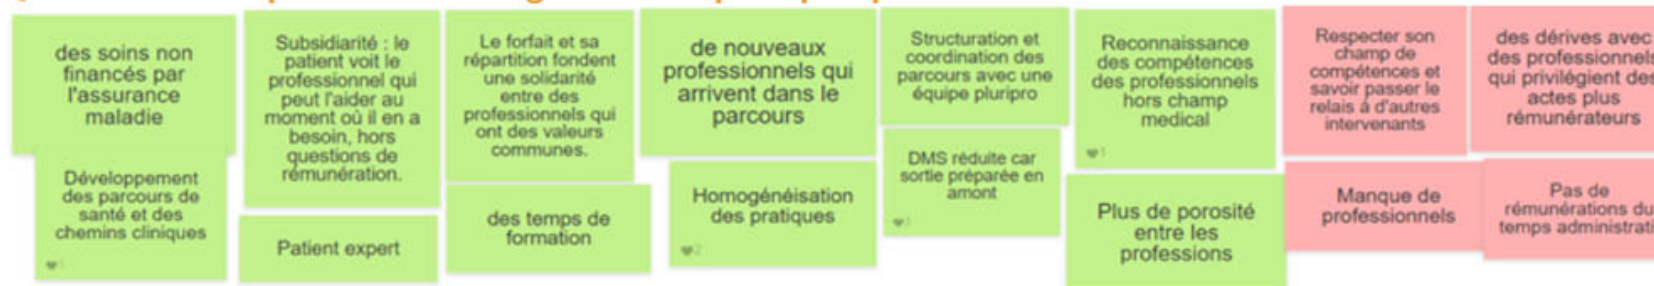 des soins non
financés par
l'assurance
maladie
Développement
des parcours de
santé et des
chemins cliniques
1
Subsidiarité : le
patient voit le
professionnel qui
peut l'aider au
moment où il en a
besoin, hors
questions de
rémunération.
Patient expert
Le forfait et sa
répartition fondent
une solidarité
entre des
professionnels qui
ont des valeurs
communes.
des temps de
formation
de nouveaux
professionnels qui
arrivent dans le
parcours
Homogénéisation
des pratiques
2
Structuration et
coordination des
parcours avec une
équipe pluripro
DMS réduite car
sortie préparée en
amont
Reconnaissance
des compétences
des professionnels
hors champ
medical
1
Plus de porosité
entre les
professions
Respecter son
champ de
compétences et
savoir passer le
relais à d'autres
intervenants
Manque de
professionnels
des dérives avec
des professionnels
qui privilégient des
actes plus
rémunérateurs
Pas de
rémunérations du
temps administrati